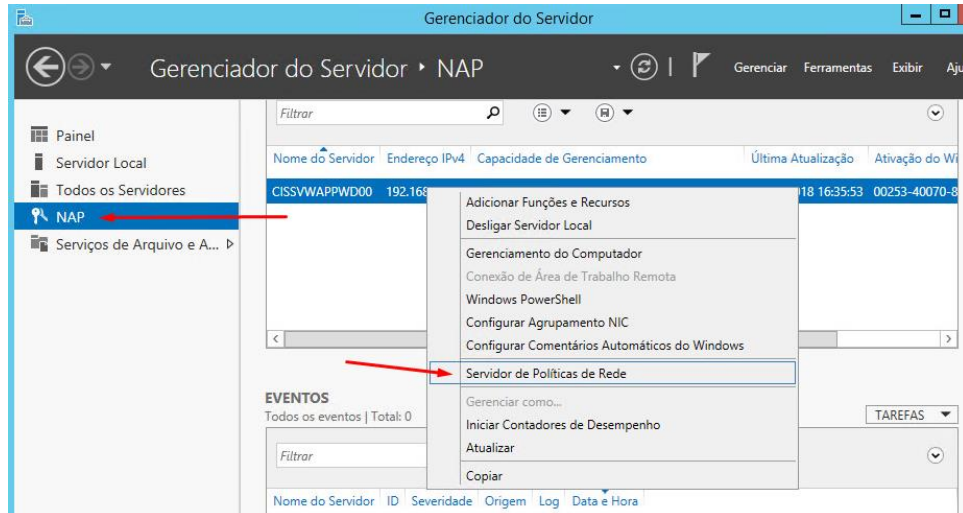 Gerenciador do Servidor
Gerenciador do Servidor ▸ NAP
Gerenciar Ferramentas Exibir Aju
Painel
Servidor Local
Todos os Servidores
NAP
Serviços de Arquivo e A...
Filtrar
Nome do Servidor Endereço IPv4 Capacidade de Gerenciamento Última Atualização Ativação do Wi
CISSVWAPPWD00 192.168 18 16:35:53 00253-40070-8
Adicionar Funções e Recursos
Desligar Servidor Local
Gerenciamento do Computador
Conexão de Área de Trabalho Remota
Windows PowerShell
Configurar Agrupamento NIC
Configurar Comentários Automáticos do Windows
Servidor de Políticas de Rede
Gerenciar como...
Iniciar Contadores de Desempenho
Atualizar
Copiar
EVENTOS
Todos os eventos | Total: 0
TAREFAS
Filtrar
Nome do Servidor ID Severidade Origem Log Data e Hora